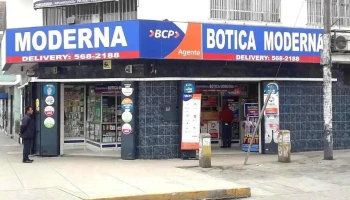 MODERNA
DELIVERY: 568-2188
BCP
Agente
BOTICA MODERNA
DELIVERY: 568-2188